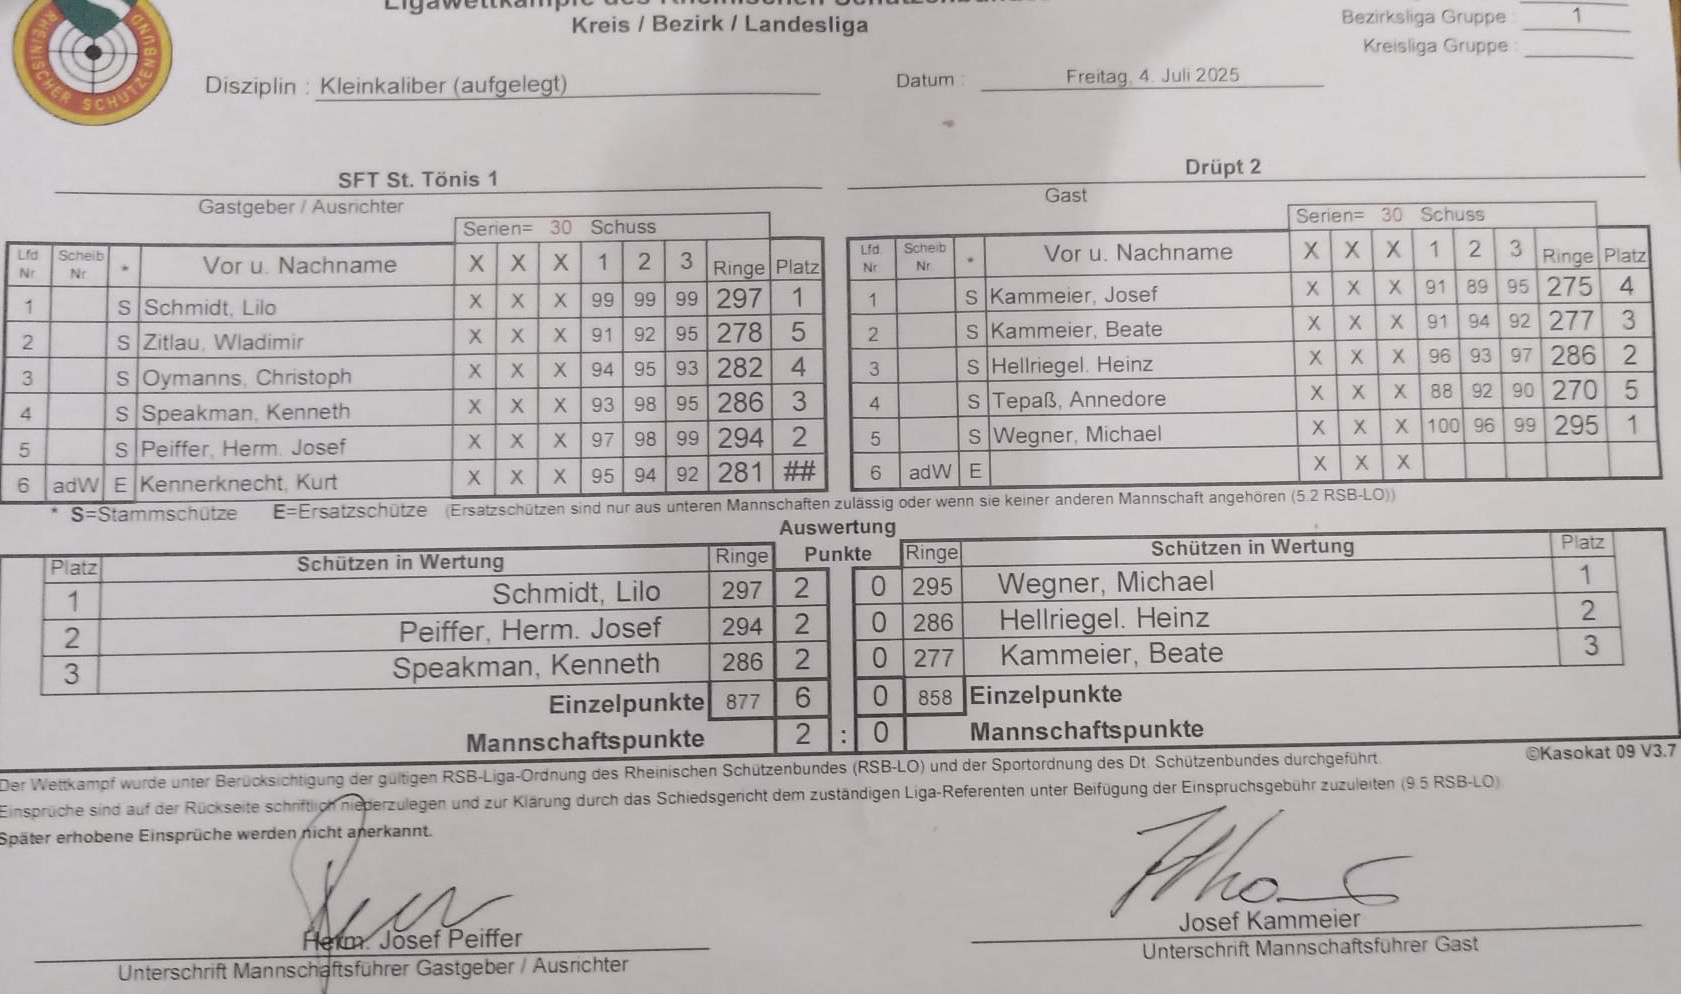 Ligawettkämpfe des Rheinischen
Kreis / Bezirk / Landesliga
Bezirksliga Gruppe : 1
Kreisliga Gruppe :
RHEINISCHER SCHÜTZENBUND
Disziplin : Kleinkaliber (aufgelegt)
Datum : Freitag, 4. Juli 2025
SFT St. Tönis 1
Gastgeber / Ausrichter
Serien= 30 Schuss
Lfd Nr. Scheib Nr. * Vor u. Nachname X X X 1 2 3 Ringe Platz
1 S Schmidt, Lilo X X X 99 99 99 297 1
2 S Zitlau, Wladimir X X X 91 92 95 278 5
3 S Oymanns, Christoph X X X 94 95 93 282 4
4 S Speakman, Kenneth X X X 93 98 95 286 3
5 S Peiffer, Herm. Josef X X X 97 98 99 294 2
6 adW E Kennerknecht, Kurt X X X 95 94 92 281 ##
Drüpt 2
Gast
Serien= 30 Schuss
Lfd. Nr. Scheib Nr. * Vor u. Nachname X X X 1 2 3 Ringe Platz
1 S Kammeier, Josef X X X 91 89 95 275 4
2 S Kammeier, Beate X X X 91 94 92 277 3
3 S Hellriegel. Heinz X X X 96 93 97 286 2
4 S Tepaß, Annedore X X X 88 92 90 270 5
5 S Wegner, Michael X X X 100 96 99 295 1
6 adW E X X X
* S=Stammschütze E=Ersatzschütze (Ersatzschützen sind nur aus unteren Mannschaften zulässig oder wenn sie keiner anderen Mannschaft angehören (5.2 RSB-LO))
Auswertung
Platz Schützen in Wertung Ringe Punkte Ringe Schützen in Wertung Platz
1 Schmidt, Lilo 297 2 0 295 Wegner, Michael 1
2 Peiffer, Herm. Josef 294 2 0 286 Hellriegel. Heinz 2
3 Speakman, Kenneth 286 2 0 277 Kammeier, Beate 3
Einzelpunkte 877 6 0 858 Einzelpunkte
Mannschaftspunkte 2 : 0 Mannschaftspunkte
©Kasokat 09 V3.7
Der Wettkampf wurde unter Berücksichtigung der gültigen RSB-Liga-Ordnung des Rheinischen Schützenbundes (RSB-LO) und der Sportordnung des Dt. Schützenbundes durchgeführt.
Einsprüche sind auf der Rückseite schriftlich niederzulegen und zur Klärung durch das Schiedsgericht dem zuständigen Liga-Referenten unter Beifügung der Einspruchsgebühr zuzuleiten (9.5 RSB-LO)
Später erhobene Einsprüche werden nicht anerkannt.
Herm. Josef Peiffer
Unterschrift Mannschaftsführer Gastgeber / Ausrichter
Josef Kammeier
Unterschrift Mannschaftsführer Gast